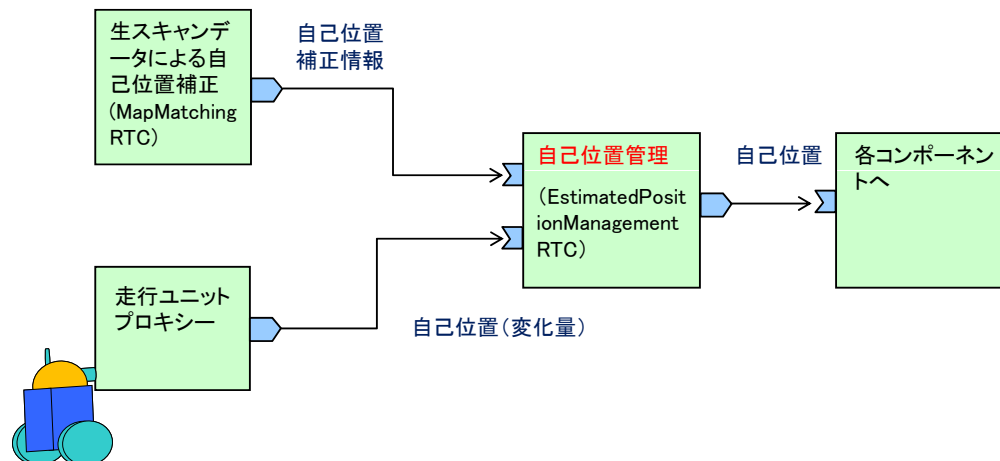 生スキャンデ
ータによる自
己位置補正
(MapMatching
RTC)
自己位置
補正情報
自己位置管理
（EstimatedPosit
ionManagement
RTC）
自己位置
各コンポーネン
トへ
走行ユニット
プロキシー
自己位置（変化量）